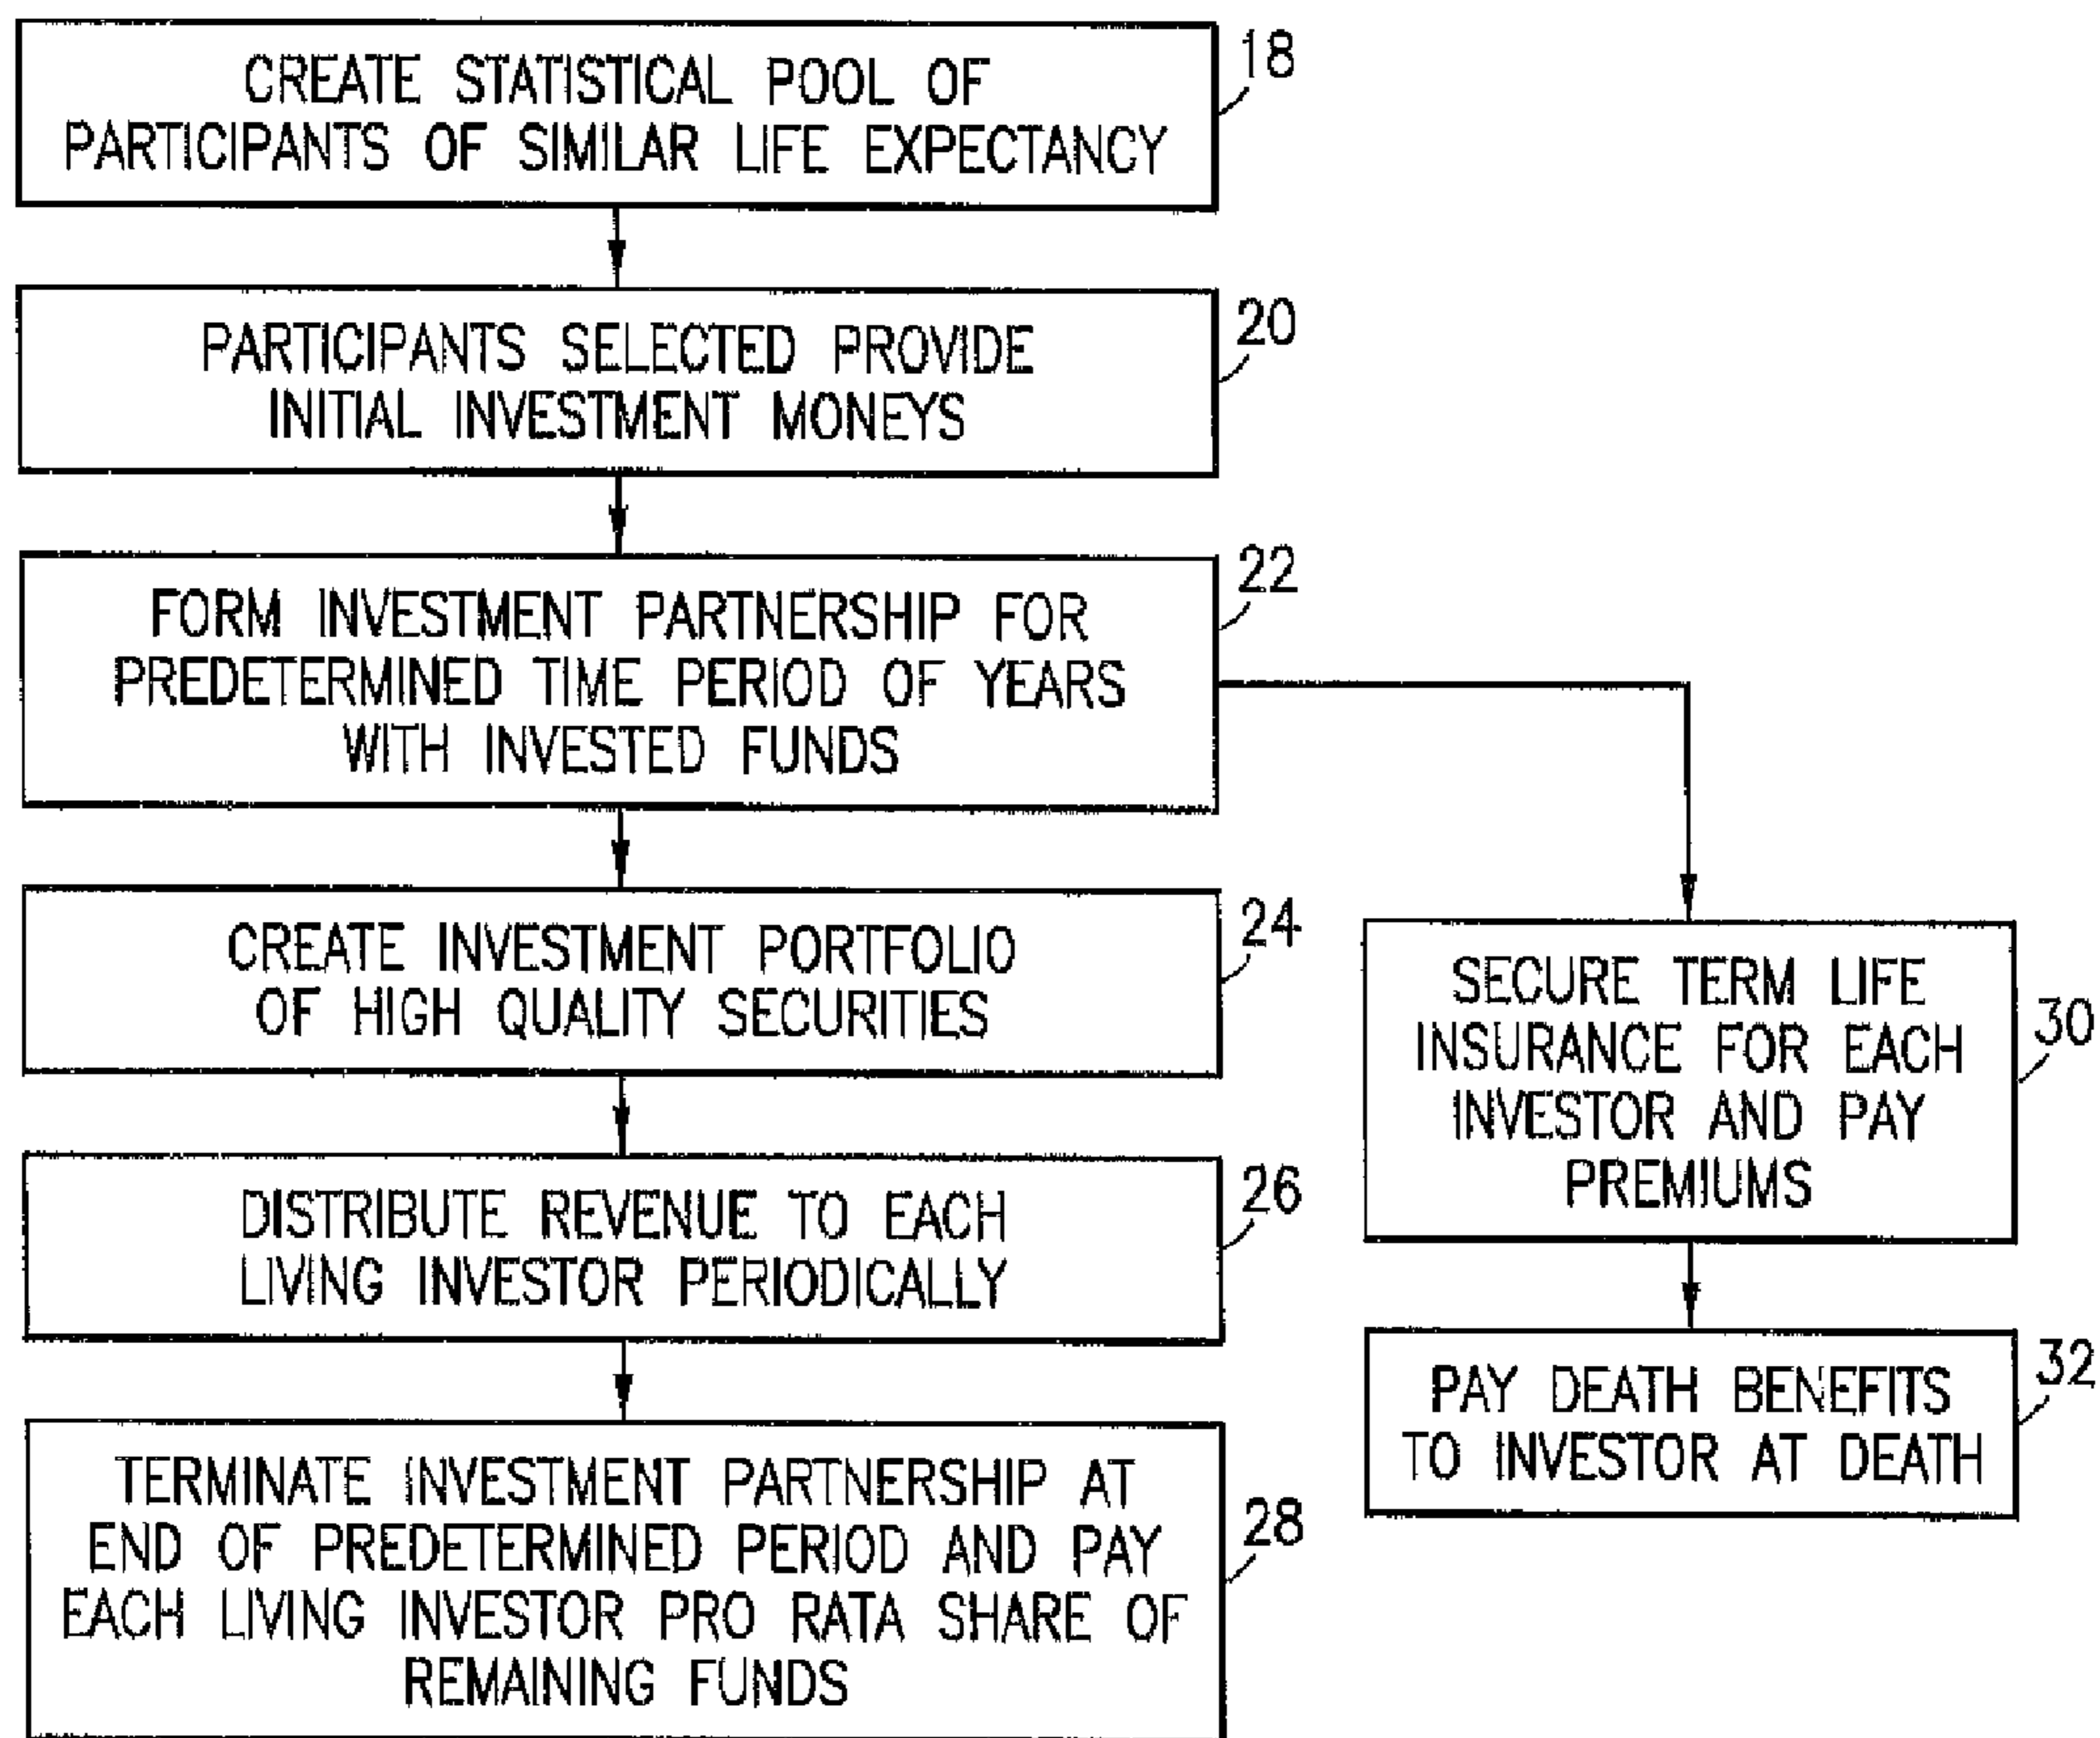 CREATE STATISTICAL POOL OF
PARTICIPANTS OF SIMILAR LIFE EXPECTANCY
18
PARTICIPANTS SELECTED PROVIDE
INITIAL INVESTMENT MONEYS
20
FORM INVESTMENT PARTNERSHIP FOR
PREDETERMINED TIME PERIOD OF YEARS
WITH INVESTED FUNDS
22
CREATE INVESTMENT PORTFOLIO
OF HIGH QUALITY SECURITIES
24
DISTRIBUTE REVENUE TO EACH
LIVING INVESTOR PERIODICALLY
26
TERMINATE INVESTMENT PARTNERSHIP AT
END OF PREDETERMINED PERIOD AND PAY
EACH LIVING INVESTOR PRO RATA SHARE OF
REMAINING FUNDS
28
SECURE TERM LIFE
INSURANCE FOR EACH
INVESTOR AND PAY
PREMIUMS
30
PAY DEATH BENEFITS
TO INVESTOR AT DEATH
32